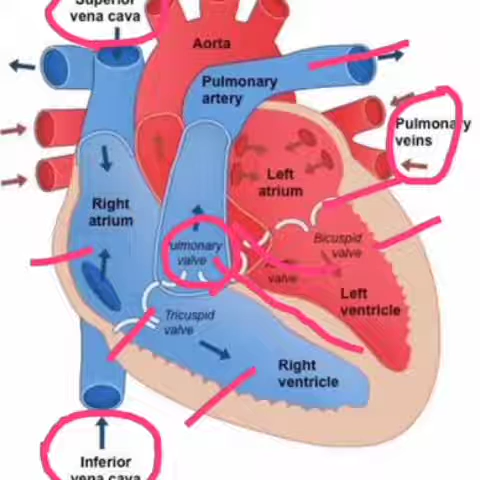 Superior
vena cava
Aorta
Pulmonary
artery
Pulmonary
veins
Left
atrium
Right
atrium
Pulmonary
valve
Bicuspid
valve
valve
Left
ventricle
Tricuspid
valve
Right
ventricle
Inferior
vena cava